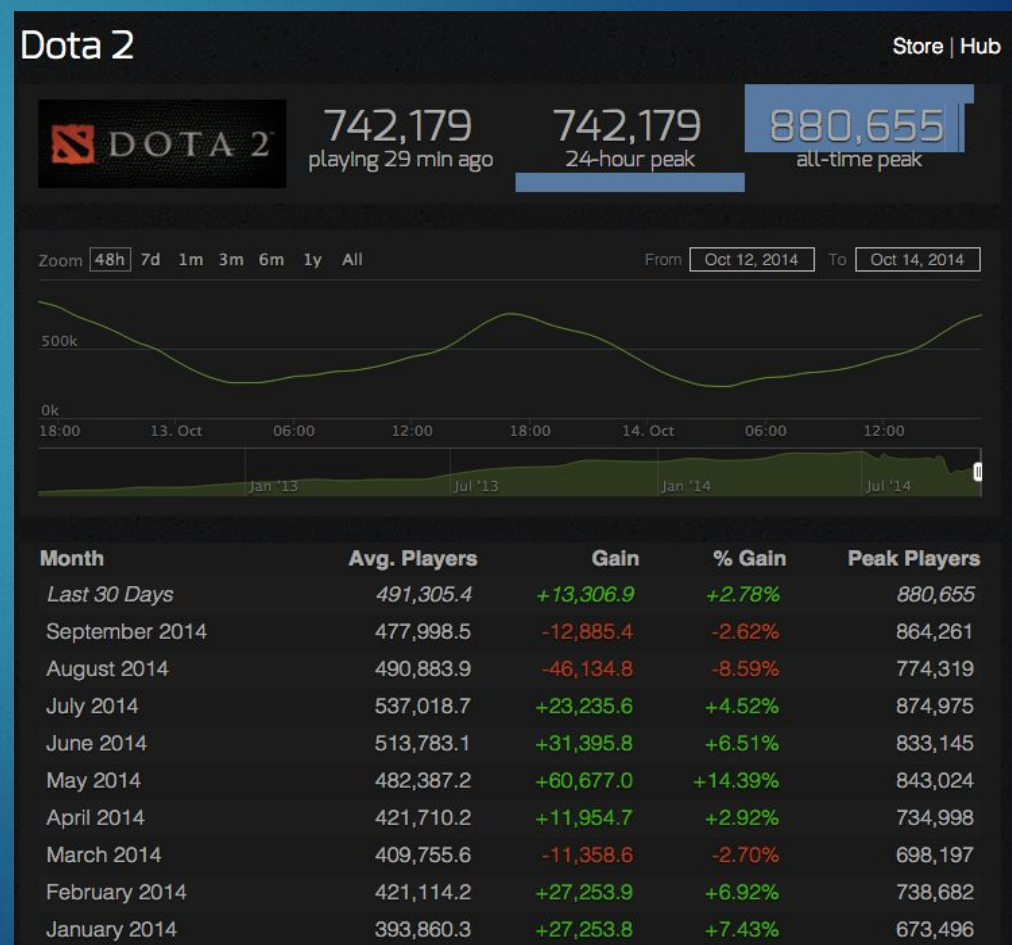 Dota 2
Store | Hub
DOTA 2
742,179
playing 29 min ago
742,179
24-hour peak
880,655
all-time peak
Zoom 48h 7d 1m 3m 6m 1y All
From Oct 12, 2014 To Oct 14, 2014
500k
0k
18:00 13. Oct 06:00 12:00 18:00 14. Oct 06:00 12:00
Jan '13 Jul '13 Jan '14 Jul '14
Month Avg. Players Gain % Gain Peak Players
Last 30 Days 491,305.4 +13,306.9 +2.78% 880,655
September 2014 477,998.5 -12,885.4 -2.62% 864,261
August 2014 490,883.9 -46,134.8 -8.59% 774,319
July 2014 537,018.7 +23,235.6 +4.52% 874,975
June 2014 513,783.1 +31,395.8 +6.51% 833,145
May 2014 482,387.2 +60,677.0 +14.39% 843,024
April 2014 421,710.2 +11,954.7 +2.92% 734,998
March 2014 409,755.6 -11,358.6 -2.70% 698,197
February 2014 421,114.2 +27,253.9 +6.92% 738,682
January 2014 393,860.3 +27,253.8 +7.43% 673,496